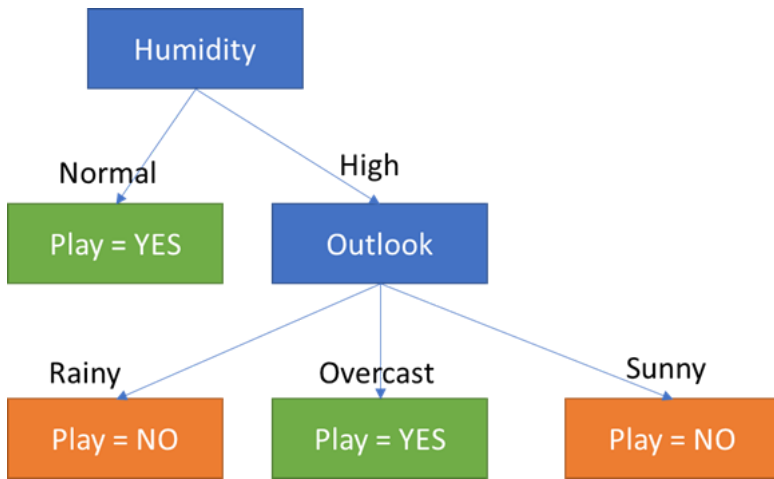 Humidity
Normal
High
Play = YES
Outlook
Rainy
Overcast
Sunny
Play = NO
Play = YES
Play = NO